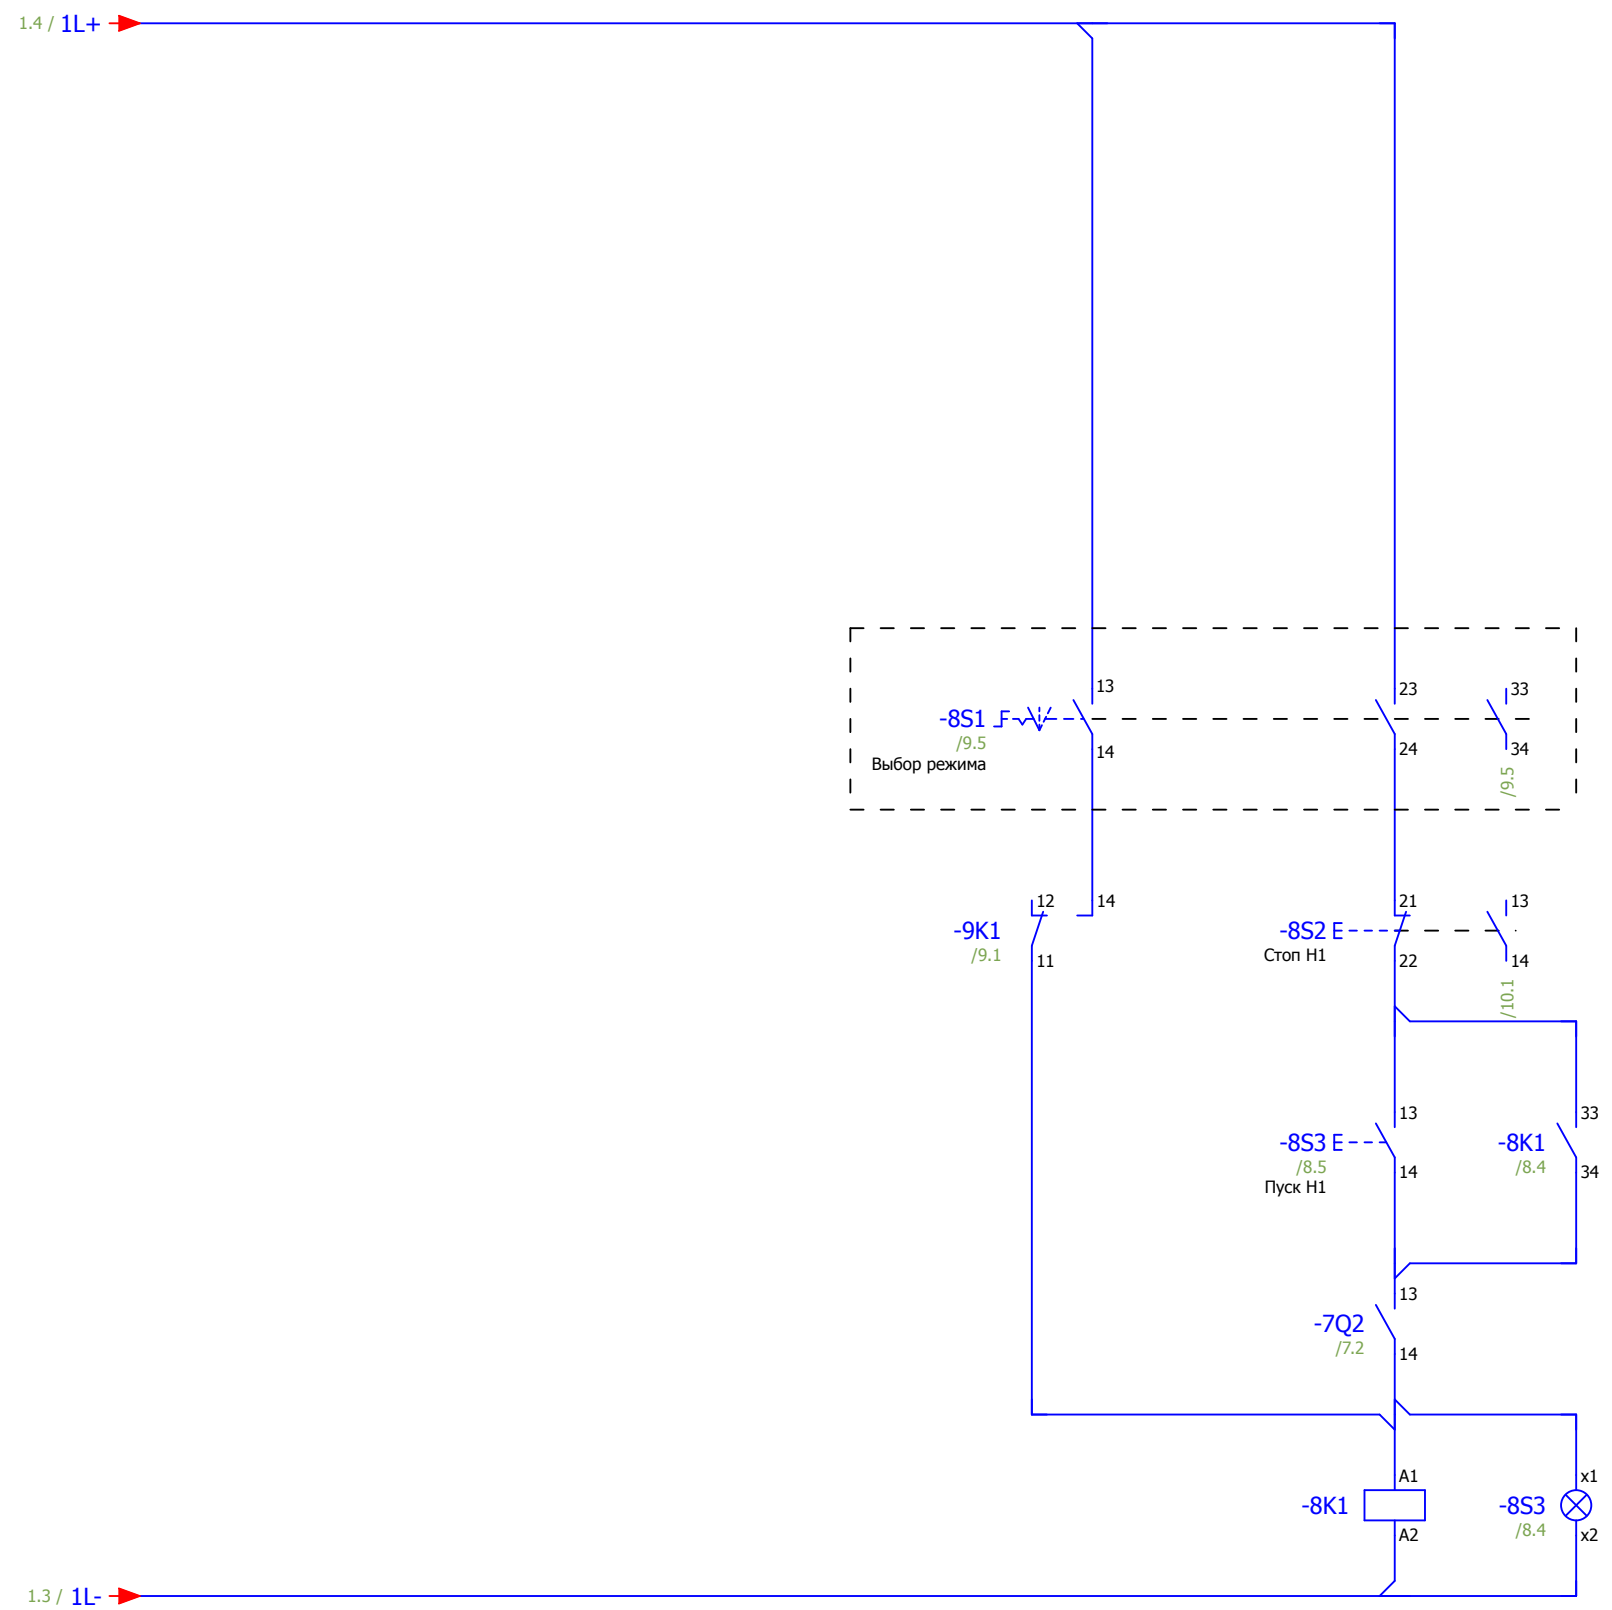 1.4 / 1L+
13 23 33
-8S1
/9.5
Выбор режима
14 24 34
/9.5
12 14 21 13
-9K1 -8S2
/9.1 Стоп Н1
11 22 14
/10.1
13 33
-8S3 -8K1
/8.5 /8.4
14 34
Пуск Н1
13
-7Q2
/7.2
14
A1 x1
-8K1 -8S3
/8.4
A2 x2
1.3 / 1L-